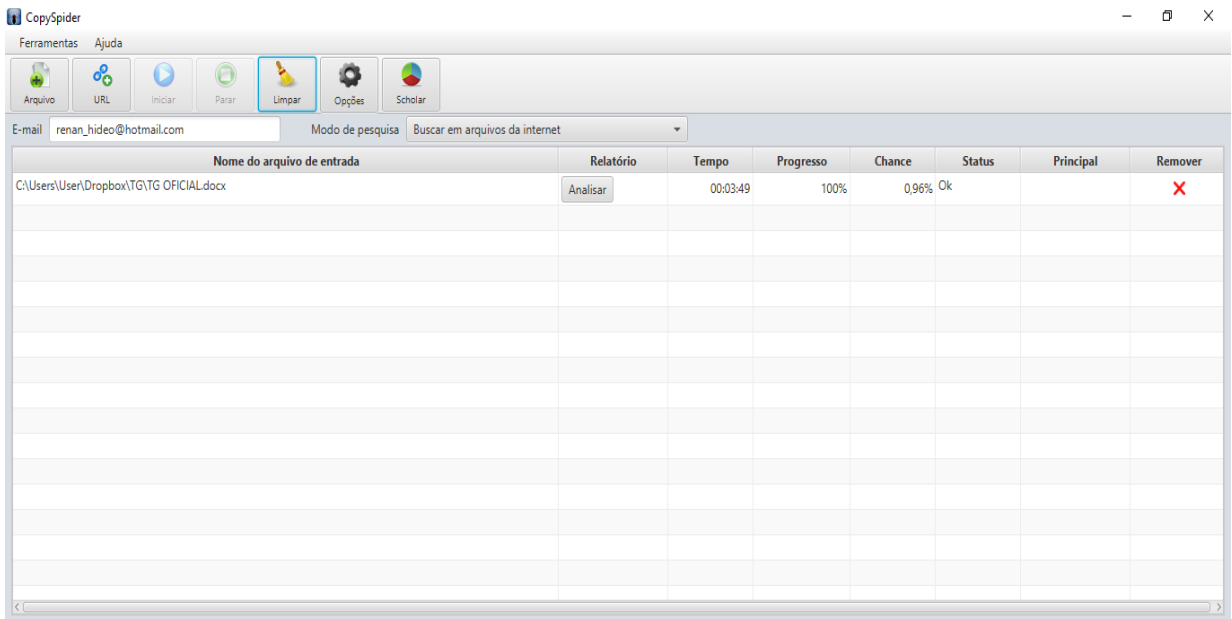 CopySpider
Ferramentas Ajuda
Arquivo URL Iniciar Parar Limpar Opções Scholar
E-mail renan_hideo@hotmail.com Modo de pesquisa Buscar em arquivos da internet
Nome do arquivo de entrada Relatório Tempo Progresso Chance Status Principal Remover
C:\Users\User\Dropbox\TG\TG OFICIAL.docx Analisar 00:03:49 100% 0,96% Ok